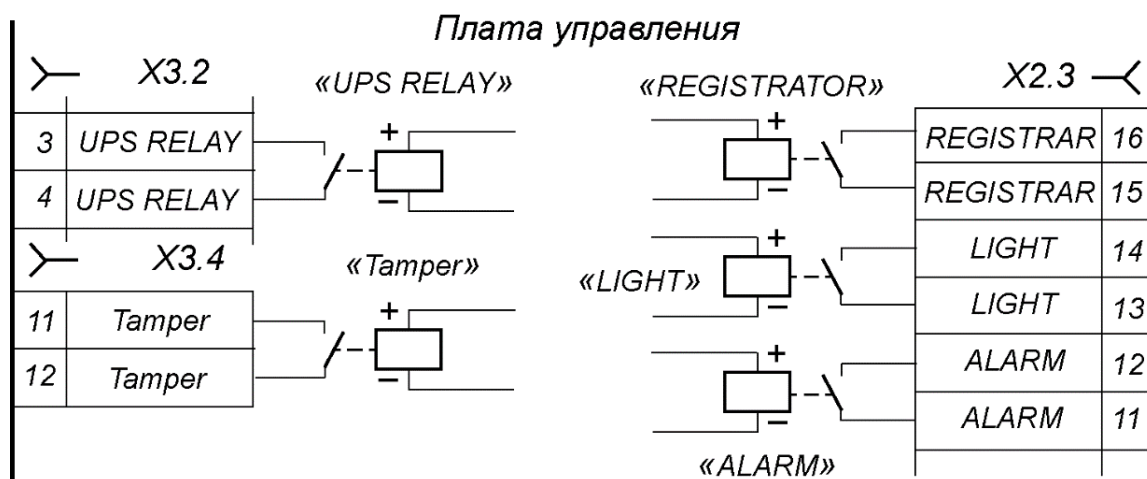 Плата управления
X3.2
«UPS RELAY»
3 UPS RELAY
4 UPS RELAY
+
−
X3.4
«Tamper»
11 Tamper
12 Tamper
+
−
«REGISTRATOR»
X2.3
+
−
REGISTRAR 16
REGISTRAR 15
«LIGHT»
+
−
LIGHT 14
LIGHT 13
+
−
ALARM 12
ALARM 11
«ALARM»